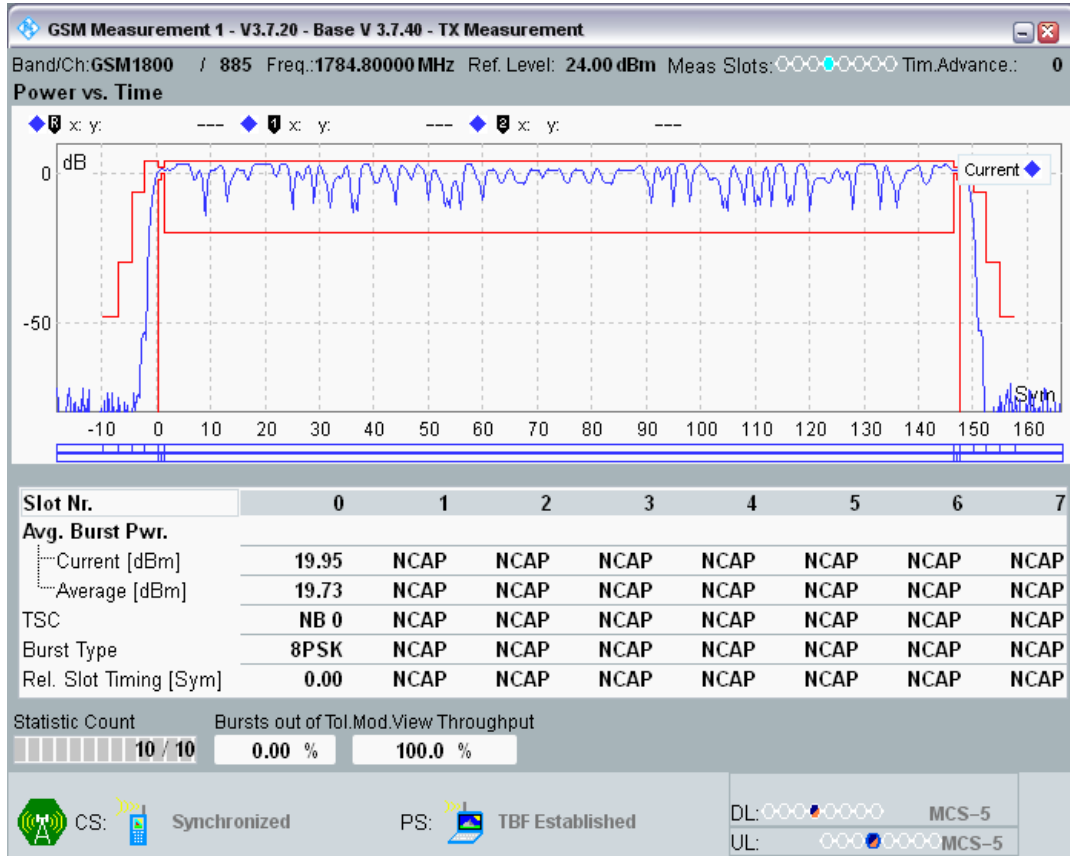 GSM Measurement 1 - V3.7.20 - Base V 3.7.40 - TX Measurement
Band/Ch:GSM1800 / 885 Freq.:1784.80000 MHz Ref. Level: 24.00 dBm Meas Slots: Tim.Advance.: 0
Power vs. Time
R x: y: --- 1 x: y: --- 2 x: y: ---
dB
Current
0
-50
Sym
-10 0 10 20 30 40 50 60 70 80 90 100 110 120 130 140 150 160
Slot Nr. 0 1 2 3 4 5 6 7
Avg. Burst Pwr.
Current [dBm] 19.95 NCAP NCAP NCAP NCAP NCAP NCAP NCAP
Average [dBm] 19.73 NCAP NCAP NCAP NCAP NCAP NCAP NCAP
TSC NB 0 NCAP NCAP NCAP NCAP NCAP NCAP NCAP
Burst Type 8PSK NCAP NCAP NCAP NCAP NCAP NCAP NCAP
Rel. Slot Timing [Sym] 0.00 NCAP NCAP NCAP NCAP NCAP NCAP NCAP
Statistic Count Bursts out of Tol. Mod.View Throughput
10 / 10 0.00 % 100.0 %
CS: Synchronized PS: TBF Established DL: MCS-5
UL: MCS-5